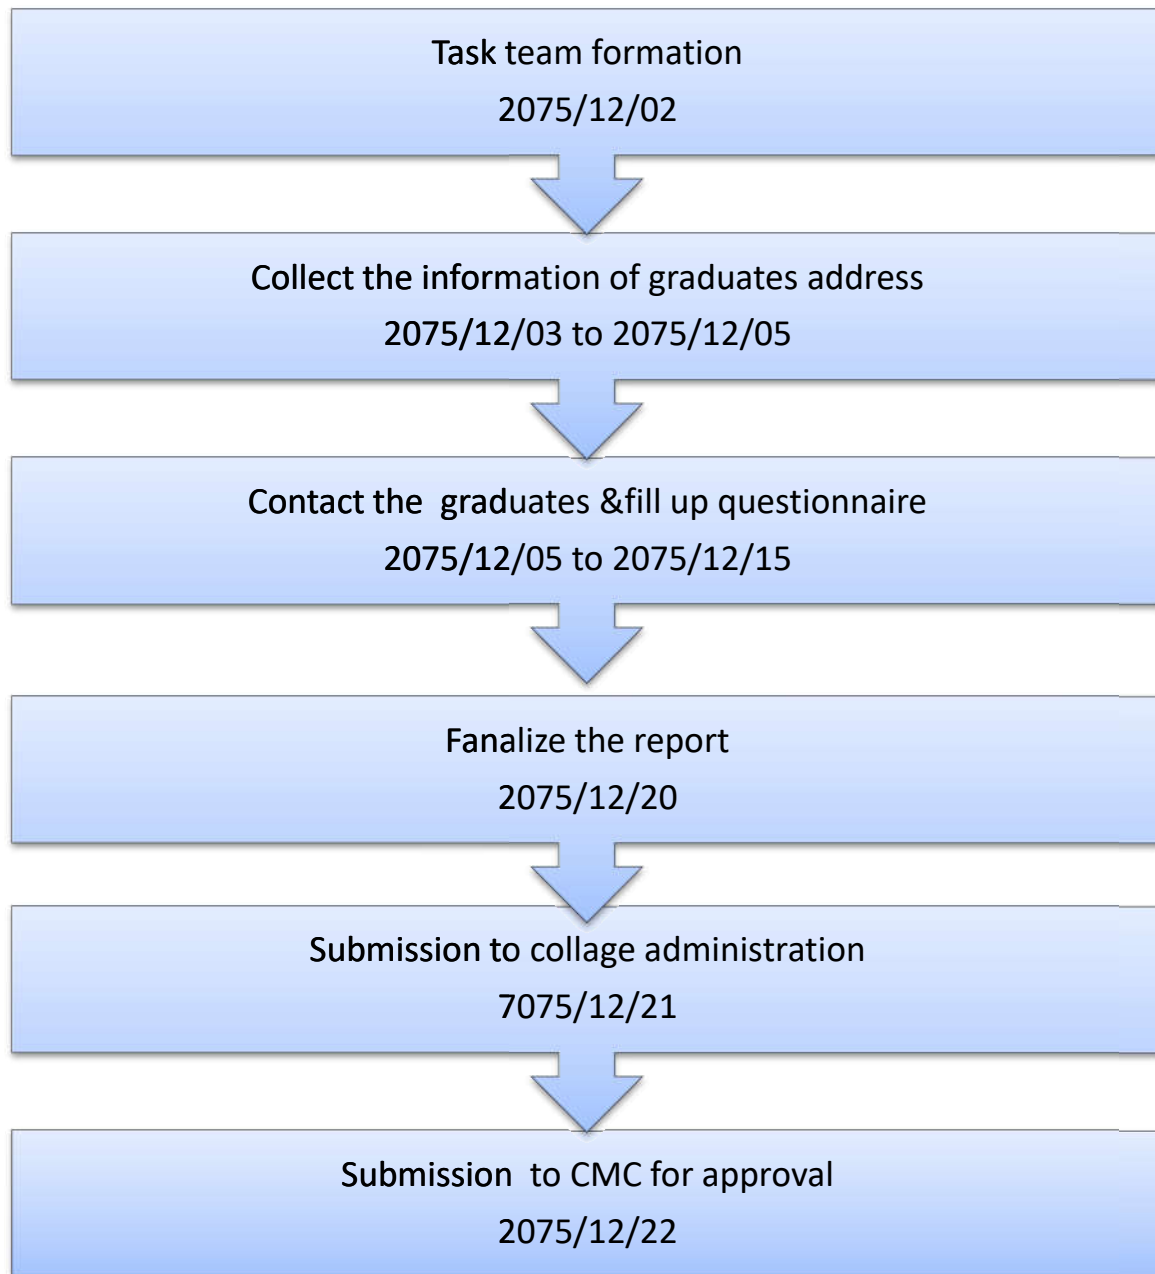 Task team formation
2075/12/02
Collect the information of graduates address
2075/12/03 to 2075/12/05
Contact the  graduates &fill up questionnaire
2075/12/05 to 2075/12/15
Fanalize the report
2075/12/20
Submission to collage administration
7075/12/21
Submission  to CMC for approval
2075/12/22